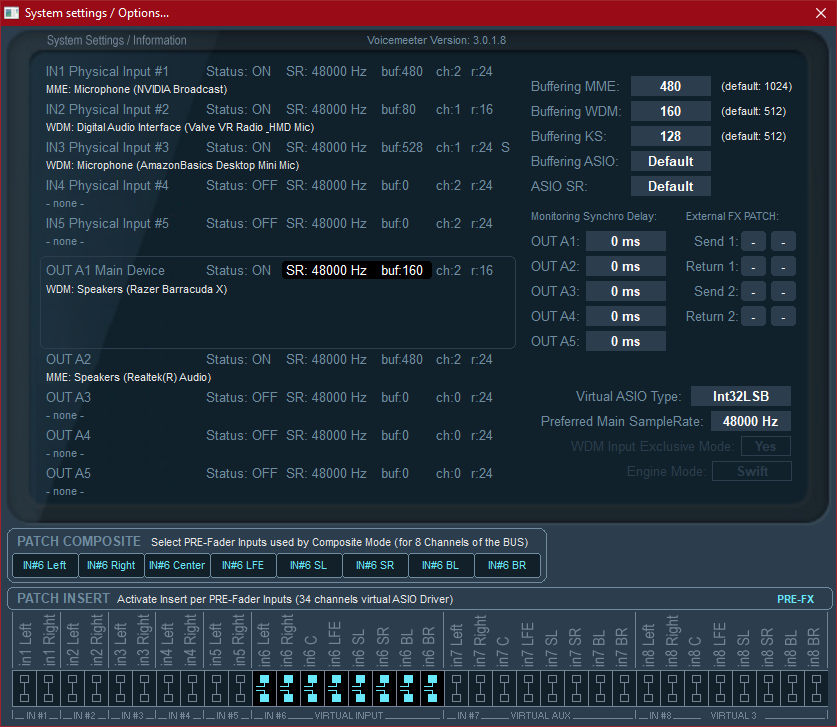 System settings / Options...
System Settings / Information
Voicemeeter Version: 3.0.1.8
IN1 Physical Input #1 Status: ON SR: 48000 Hz buf:480 ch:2 r:24
MME: Microphone (NVIDIA Broadcast)
IN2 Physical Input #2 Status: ON SR: 48000 Hz buf:80 ch:1 r:16
WDM: Digital Audio Interface (Valve VR Radio _HMD Mic)
IN3 Physical Input #3 Status: ON SR: 48000 Hz buf:528 ch:1 r:24 S
WDM: Microphone (AmazonBasics Desktop Mini Mic)
IN4 Physical Input #4 Status: OFF SR: 48000 Hz buf:0 ch:2 r:24
- none -
IN5 Physical Input #5 Status: OFF SR: 48000 Hz buf:0 ch:2 r:24
- none -
OUT A1 Main Device Status: ON SR: 48000 Hz buf:160 ch:2 r:16
WDM: Speakers (Razer Barracuda X)
OUT A2 Status: ON SR: 48000 Hz buf:480 ch:2 r:24
MME: Speakers (Realtek(R) Audio)
OUT A3 Status: OFF SR: 48000 Hz buf:0 ch:0 r:24
- none -
OUT A4 Status: OFF SR: 48000 Hz buf:0 ch:0 r:24
- none -
OUT A5 Status: OFF SR: 48000 Hz buf:0 ch:0 r:24
- none -
Buffering MME: 480 (default: 1024)
Buffering WDM: 160 (default: 512)
Buffering KS: 128 (default: 512)
Buffering ASIO: Default
ASIO SR: Default
Monitoring Synchro Delay: External FX PATCH:
OUT A1: 0 ms Send 1: - -
OUT A2: 0 ms Return 1: - -
OUT A3: 0 ms Send 2: - -
OUT A4: 0 ms Return 2: - -
OUT A5: 0 ms
Virtual ASIO Type: Int32LSB
Preferred Main SampleRate: 48000 Hz
WDM Input Exclusive Mode: Yes
Engine Mode: Swift
PATCH COMPOSITE Select PRE-Fader Inputs used by Composite Mode (for 8 Channels of the BUS)
IN#6 Left IN#6 Right IN#6 Center IN#6 LFE IN#6 SL IN#6 SR IN#6 BL IN#6 BR
PATCH INSERT Activate Insert per PRE-Fader Inputs (34 channels virtual ASIO Driver) PRE-FX
in1 Left in1 Right in2 Left in2 Right in3 Left in3 Right in4 Left in4 Right in5 Left in5 Right in6 Left in6 Right in6 C in6 LFE in6 SL in6 SR in6 BL in6 BR in7 Left in7 Right in7 C in7 LFE in7 SL in7 SR in7 BL in7 BR in8 Left in8 Right in8 C in8 LFE in8 SL in8 SR in8 BL in8 BR
IN #1 IN #2 IN #3 IN #4 IN #5 IN #6 VIRTUAL INPUT IN #7 VIRTUAL AUX IN #8 VIRTUAL 3